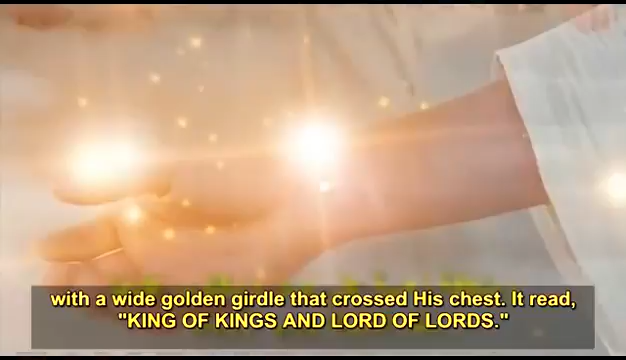 with a wide golden girdle that crossed His chest. It read,
"KING OF KINGS AND LORD OF LORDS."